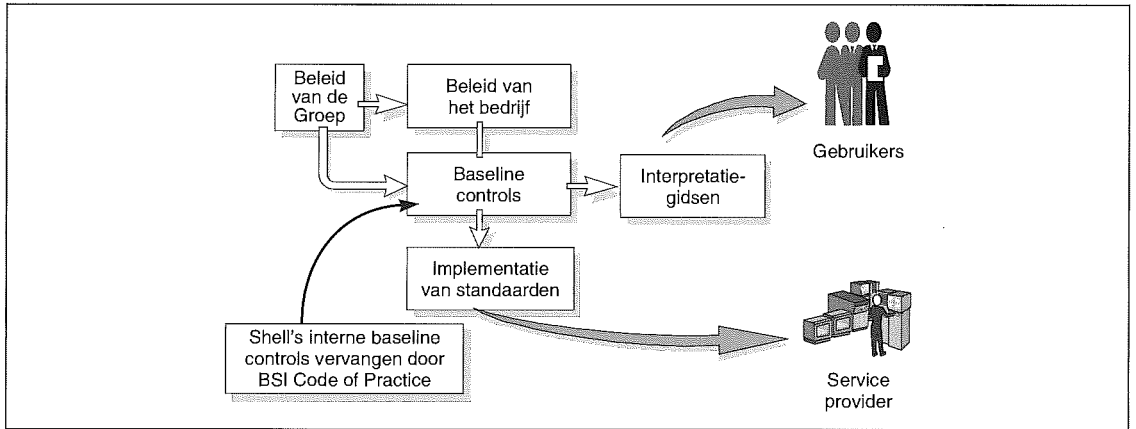 Beleid
van de
Groep
Beleid van
het bedrijf
Baseline
controls
Interpretatie-
gidsen
Gebruikers
Implementatie
van standaarden
Shell's interne baseline
controls vervangen door
BSI Code of Practice
Service
provider